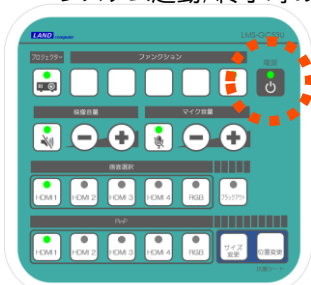 LAND Computer
LMS-GC53U
プロジェクター
ファンクション
電源
映像音量
マイク音量
映像選択
HDMI 1
HDMI 2
HDMI 3
HDMI 4
RGB
ブラックアウト
PinP
HDMI 1
HDMI 2
HDMI 3
HDMI 4
RGB
サイズ
変更
位置変更